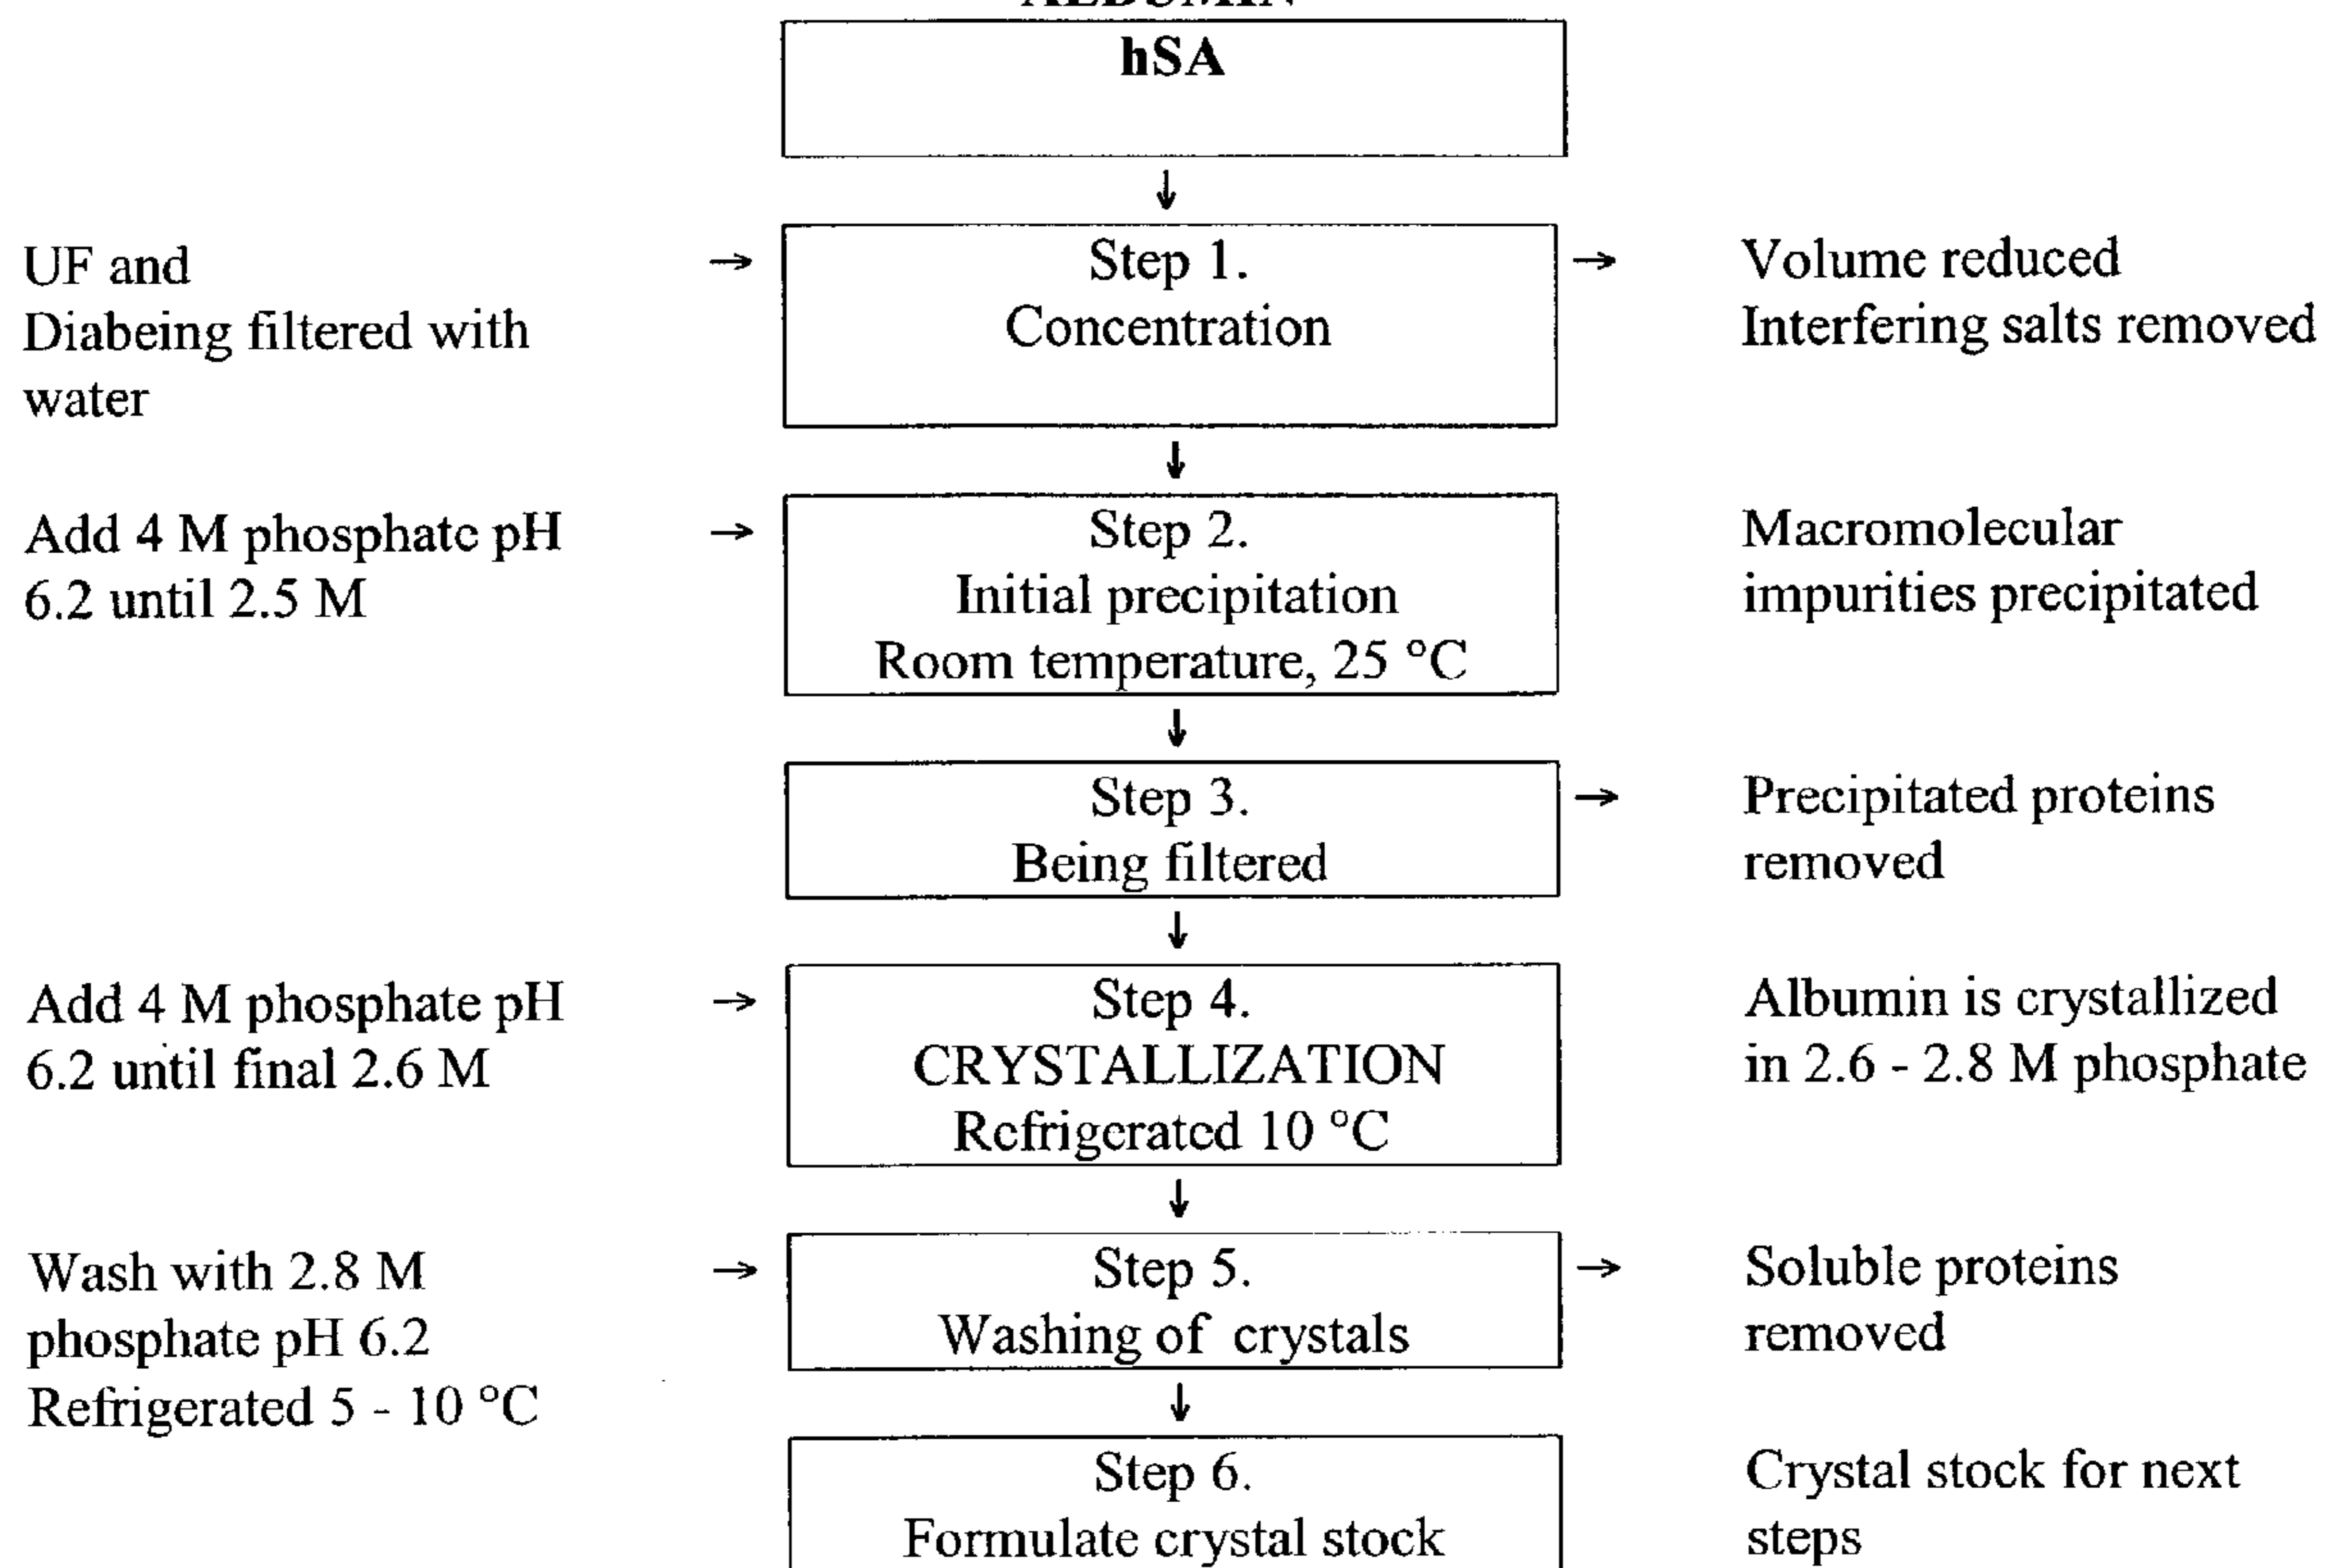 ALBUMIN
hSA
UF and
Diabeing filtered with
water
Step 1.
Concentration
Volume reduced
Interfering salts removed
Add 4 M phosphate pH
6.2 until 2.5 M
Step 2.
Initial precipitation
Room temperature, 25 °C
Macromolecular
impurities precipitated
Step 3.
Being filtered
Precipitated proteins
removed
Add 4 M phosphate pH
6.2 until final 2.6 M
Step 4.
CRYSTALLIZATION
Refrigerated 10 °C
Albumin is crystallized
in 2.6 - 2.8 M phosphate
Wash with 2.8 M
phosphate pH 6.2
Refrigerated 5 - 10 °C
Step 5.
Washing of crystals
Soluble proteins
removed
Step 6.
Formulate crystal stock
Crystal stock for next
steps